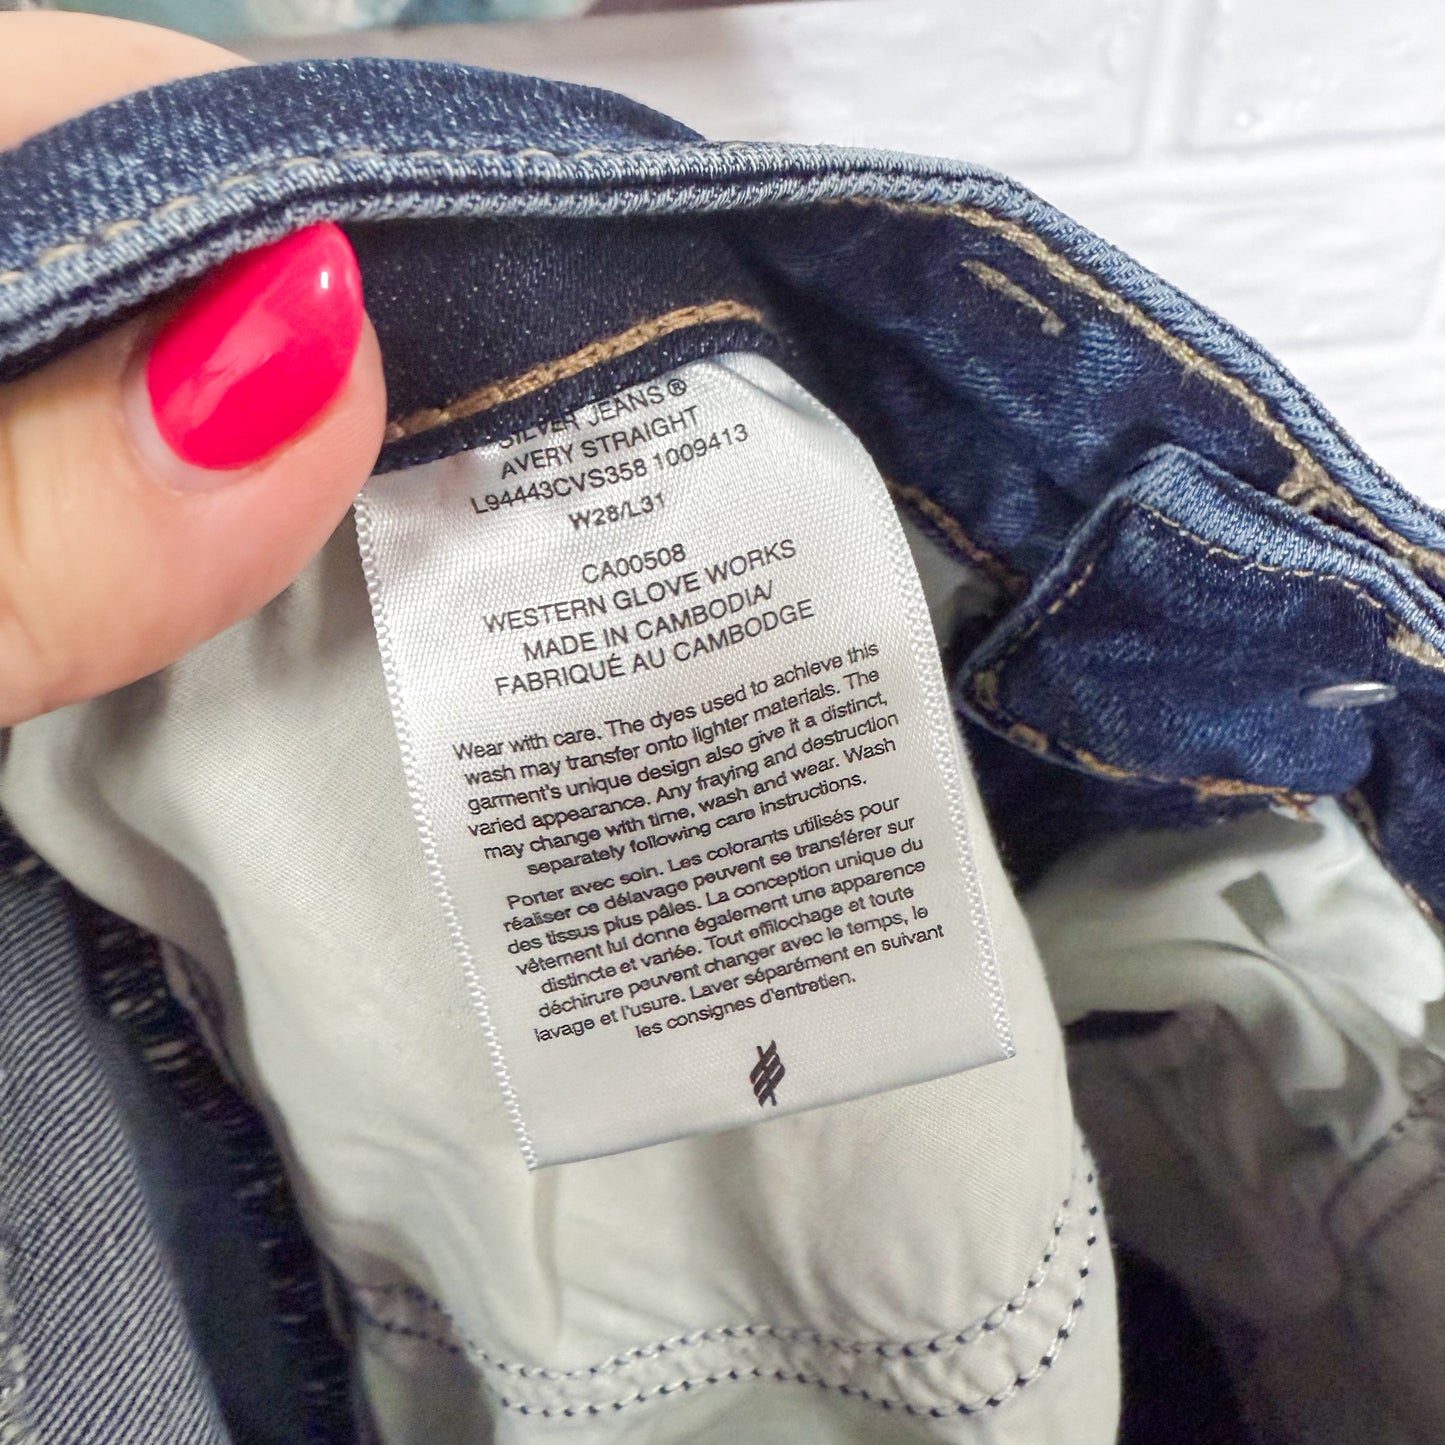 SILVER JEANS®
AVERY STRAIGHT
L94443CVS358 1009413
W28/L31
CA00508
WESTERN GLOVE WORKS
MADE IN CAMBODIA/
FABRIQUÉ AU CAMBODGE
Wear with care. The dyes used to achieve this
wash may transfer onto lighter materials. The
garment's unique design also give it a distinct,
varied appearance. Any fraying and destruction
may change with time, wash and wear. Wash
separately following care instructions.
Porter avec soin. Les colorants utilisés pour
réaliser ce délavage peuvent se transférer sur
des tissus plus pâles. La conception unique du
vêtement lui donne également une apparence
distincte et variée. Tout effilochage et toute
déchirure peuvent changer avec le temps, le
lavage et l'usure. Laver séparément en suivant
les consignes d'entretien.